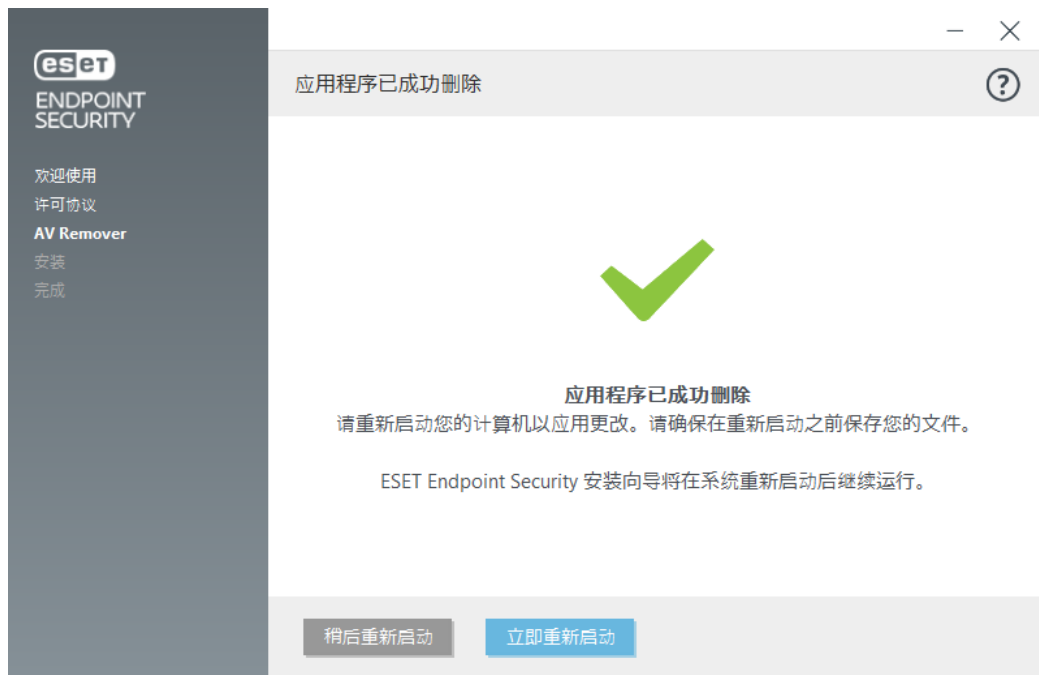 eset
ENDPOINT
SECURITY
欢迎使用
许可协议
AV Remover
安装
完成
应用程序已成功删除
?
应用程序已成功删除
请重新启动您的计算机以应用更改。请确保在重新启动之前保存您的文件。
ESET Endpoint Security 安装向导将在系统重新启动后继续运行。
稍后重新启动
立即重新启动